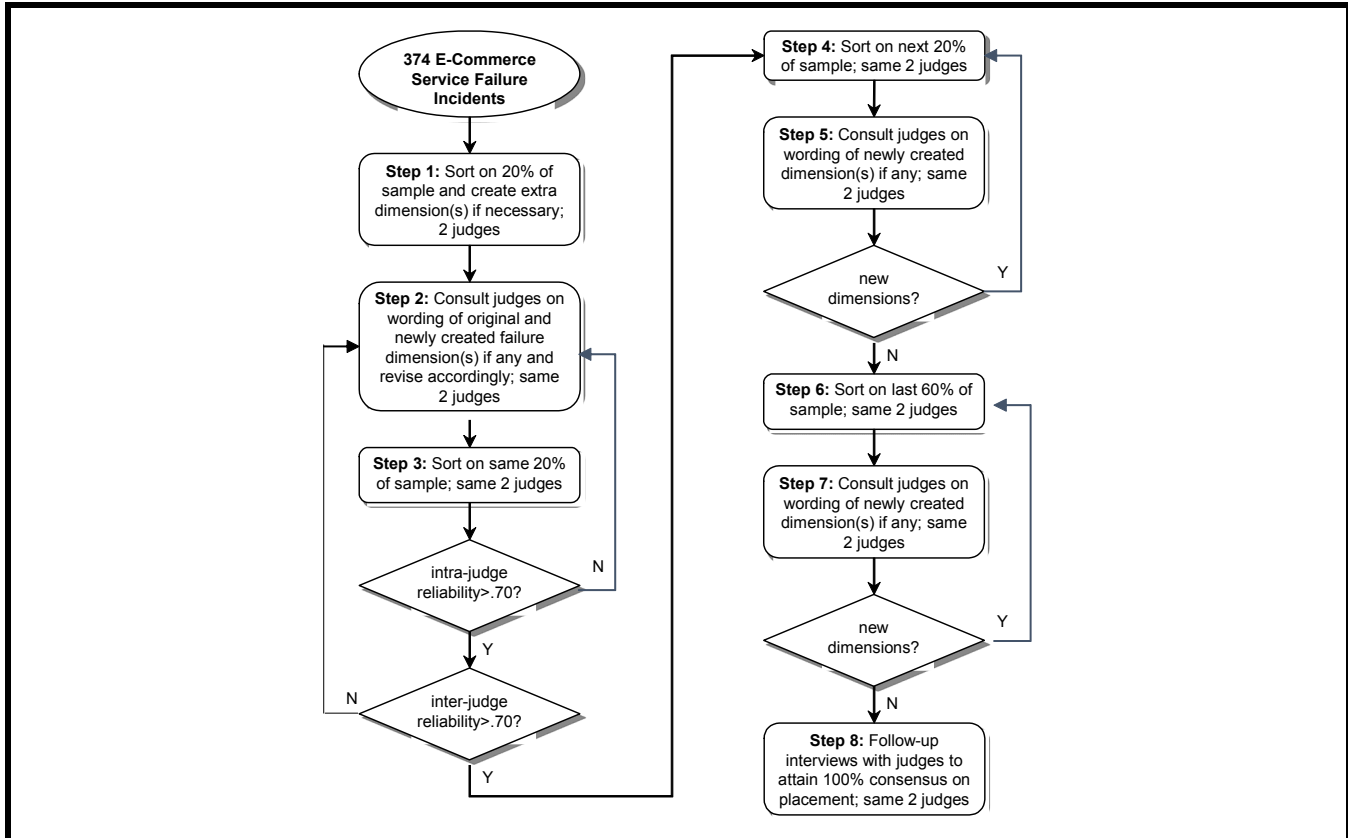 374 E-Commerce
Service Failure
Incidents
Step 1: Sort on 20% of
sample and create extra
dimension(s) if necessary;
2 judges
Step 2: Consult judges on
wording of original and
newly created failure
dimension(s) if any and
revise accordingly; same
2 judges
Step 3: Sort on same 20%
of sample; same 2 judges
intra-judge
reliability>.70?
N
Y
inter-judge
reliability>.70?
N
Y
Step 4: Sort on next 20%
of sample; same 2 judges
Step 5: Consult judges on
wording of newly created
dimension(s) if any; same
2 judges
new
dimensions?
Y
N
Step 6: Sort on last 60% of
sample; same 2 judges
Step 7: Consult judges on
wording of newly created
dimension(s) if any; same
2 judges
new
dimensions?
Y
N
Step 8: Follow-up
interviews with judges to
attain 100% consensus on
placement; same 2 judges